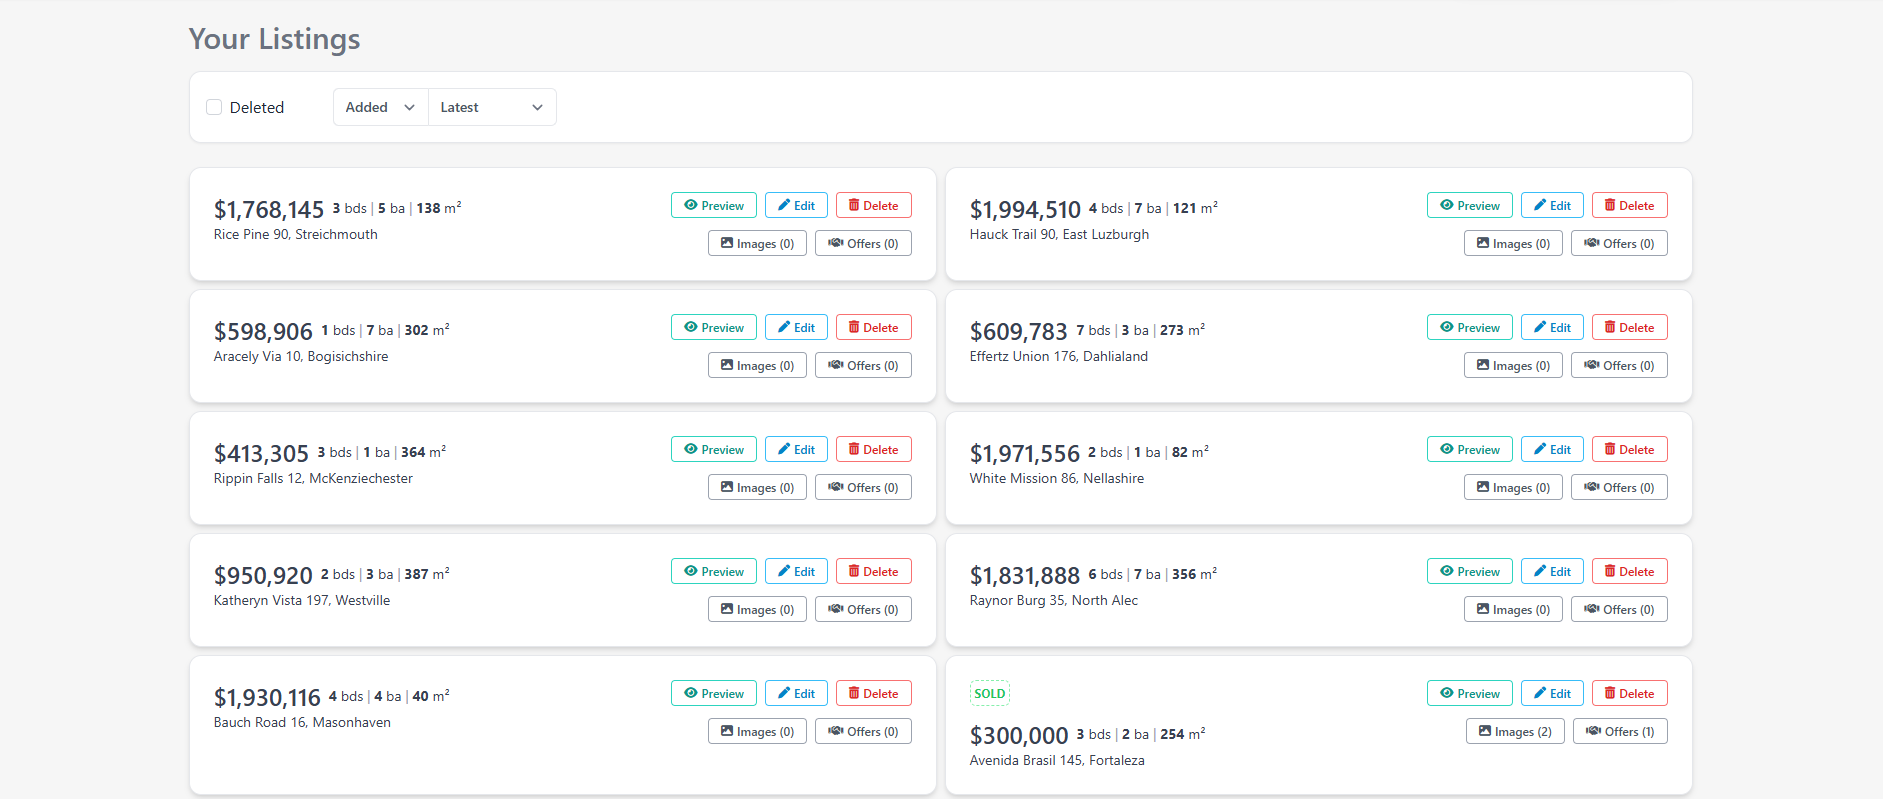 Your Listings
Deleted Added Latest
$1,768,145 3 bds | 5 ba | 138 m² Preview Edit Delete
Rice Pine 90, Streichmouth
Images (0) Offers (0)
$1,994,510 4 bds | 7 ba | 121 m² Preview Edit Delete
Hauck Trail 90, East Luzburgh
Images (0) Offers (0)
$598,906 1 bds | 7 ba | 302 m² Preview Edit Delete
Aracely Via 10, Bogisichshire
Images (0) Offers (0)
$609,783 7 bds | 3 ba | 273 m² Preview Edit Delete
Effertz Union 176, Dahlialand
Images (0) Offers (0)
$413,305 3 bds | 1 ba | 364 m² Preview Edit Delete
Rippin Falls 12, McKenziechester
Images (0) Offers (0)
$1,971,556 2 bds | 1 ba | 82 m² Preview Edit Delete
White Mission 86, Nellashire
Images (0) Offers (0)
$950,920 2 bds | 3 ba | 387 m² Preview Edit Delete
Katheryn Vista 197, Westville
Images (0) Offers (0)
$1,831,888 6 bds | 7 ba | 356 m² Preview Edit Delete
Raynor Burg 35, North Alec
Images (0) Offers (0)
$1,930,116 4 bds | 4 ba | 40 m² Preview Edit Delete
Bauch Road 16, Masonhaven
Images (0) Offers (0)
SOLD Preview Edit Delete
$300,000 3 bds | 2 ba | 254 m² Images (2) Offers (1)
Avenida Brasil 145, Fortaleza